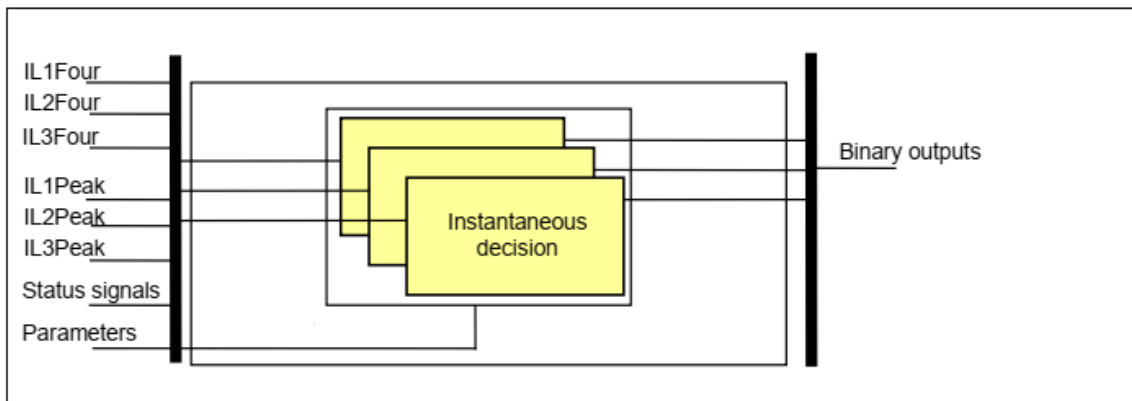 IL1Four
IL2Four
IL3Four
IL1Peak
IL2Peak
IL3Peak
Status signals
Parameters
Instantaneous
decision
Binary outputs